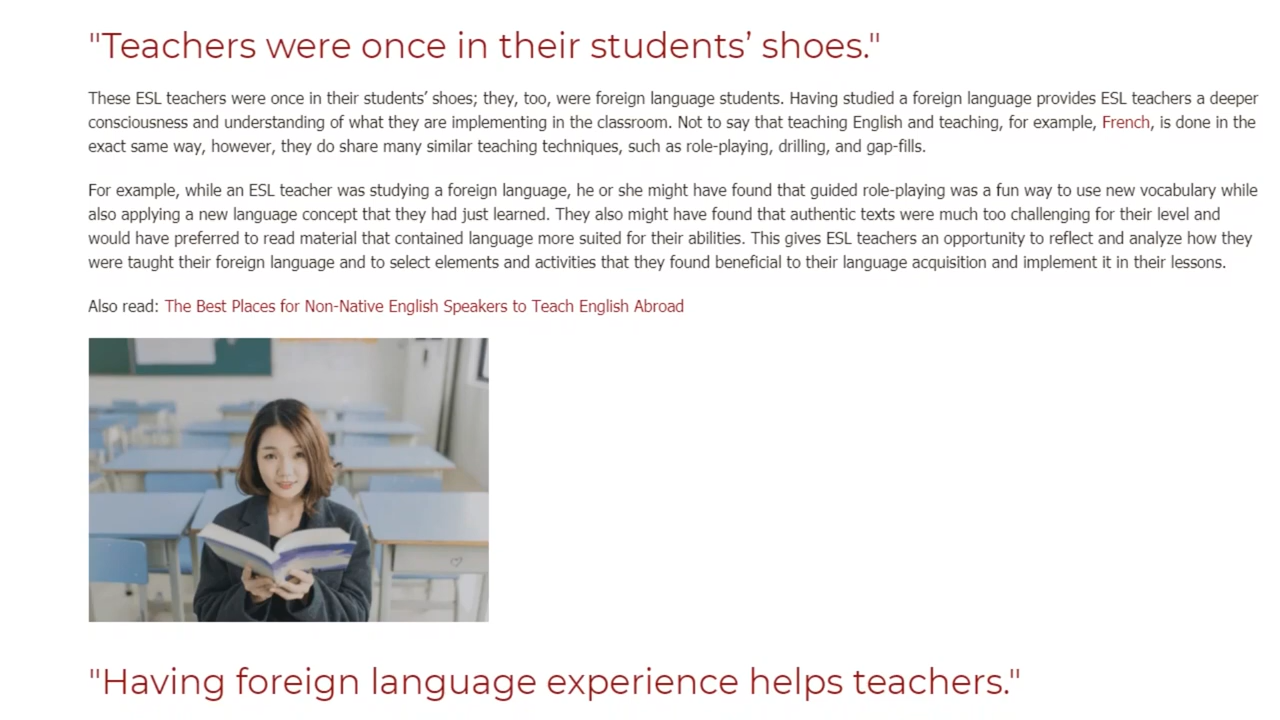 "Teachers were once in their students’ shoes."
These ESL teachers were once in their students’ shoes; they, too, were foreign language students. Having studied a foreign language provides ESL teachers a deeper
consciousness and understanding of what they are implementing in the classroom. Not to say that teaching English and teaching, for example, French, is done in the
exact same way, however, they do share many similar teaching techniques, such as role-playing, drilling, and gap-fills.
For example, while an ESL teacher was studying a foreign language, he or she might have found that guided role-playing was a fun way to use new vocabulary while
also applying a new language concept that they had just learned. They also might have found that authentic texts were much too challenging for their level and
would have preferred to read material that contained language more suited for their abilities. This gives ESL teachers an opportunity to reflect and analyze how they
were taught their foreign language and to select elements and activities that they found beneficial to their language acquisition and implement it in their lessons.
Also read: The Best Places for Non-Native English Speakers to Teach English Abroad
"Having foreign language experience helps teachers."